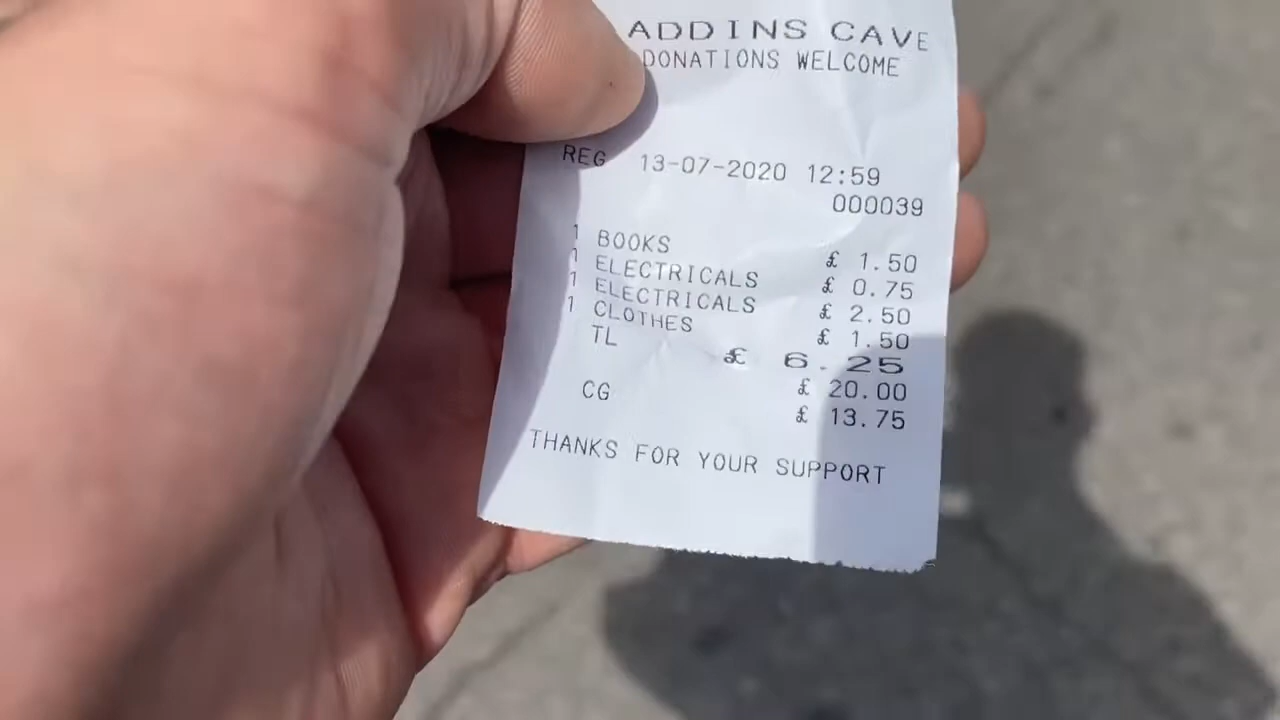 ADDINS CAVE
DONATIONS WELCOME
REG 13-07-2020 12:59
000039
1 BOOKS £ 1.50
1 ELECTRICALS £ 0.75
1 ELECTRICALS £ 2.50
1 CLOTHES £ 1.50
TL £ 6.25
£ 20.00
CG £ 13.75
THANKS FOR YOUR SUPPORT